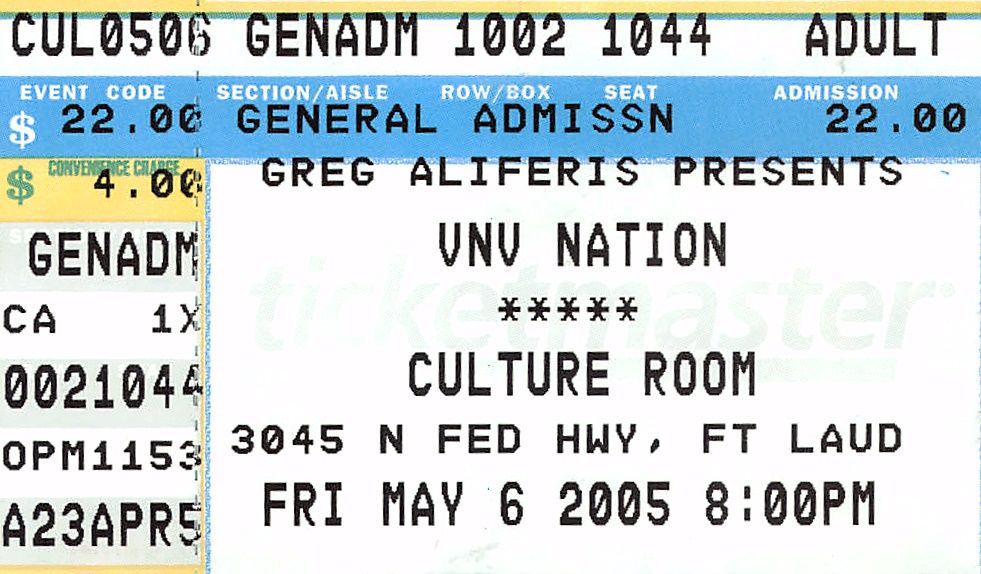 CUL0506 GENADM 1002 1044 ADULT
EVENT CODE SECTION/AISLE ROW/BOX SEAT ADMISSION
$ 22.00 GENERAL ADMISSN 22.00
CONVENIENCE CHARGE
$ 4.00
GREG ALIFERIS PRESENTS
GENADM
VNV NATION
CA 1X
*****
ticketmaster
0021044
CULTURE ROOM
OPM1153
3045 N FED HWY, FT LAUD
A23APR5
FRI MAY 6 2005 8:00PM